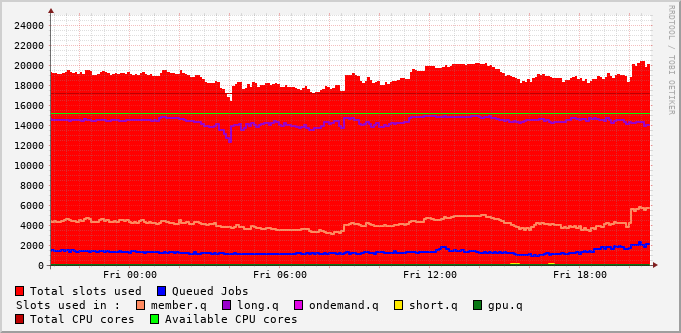 24000
22000
20000
18000
16000
14000
12000
10000
8000
6000
4000
2000
0
Fri 00:00 Fri 06:00 Fri 12:00 Fri 18:00
Total slots used Queued Jobs
Slots used in : member.q long.q ondemand.q short.q gpu.q
Total CPU cores Available CPU cores
RRDTOOL / TOBI OETIKER